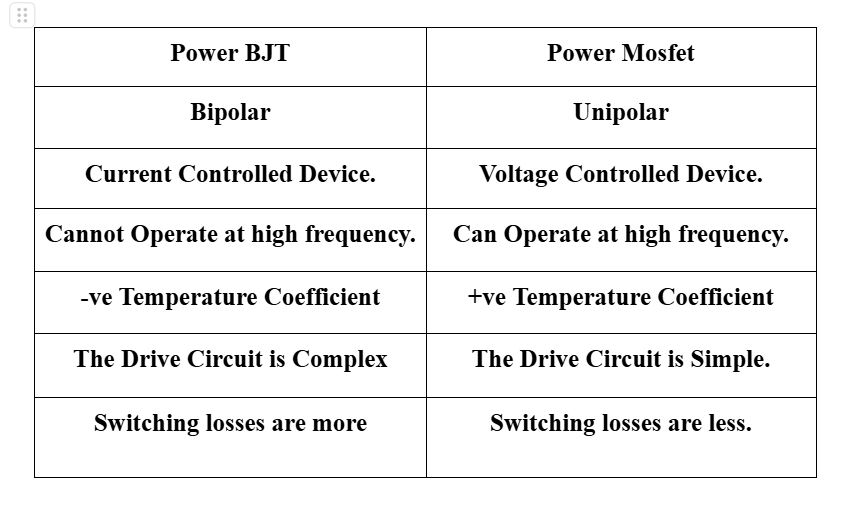 Power BJT
Power Mosfet
Bipolar
Unipolar
Current Controlled Device.
Voltage Controlled Device.
Cannot Operate at high frequency.
Can Operate at high frequency.
-ve Temperature Coefficient
+ve Temperature Coefficient
The Drive Circuit is Complex
The Drive Circuit is Simple.
Switching losses are more
Switching losses are less.